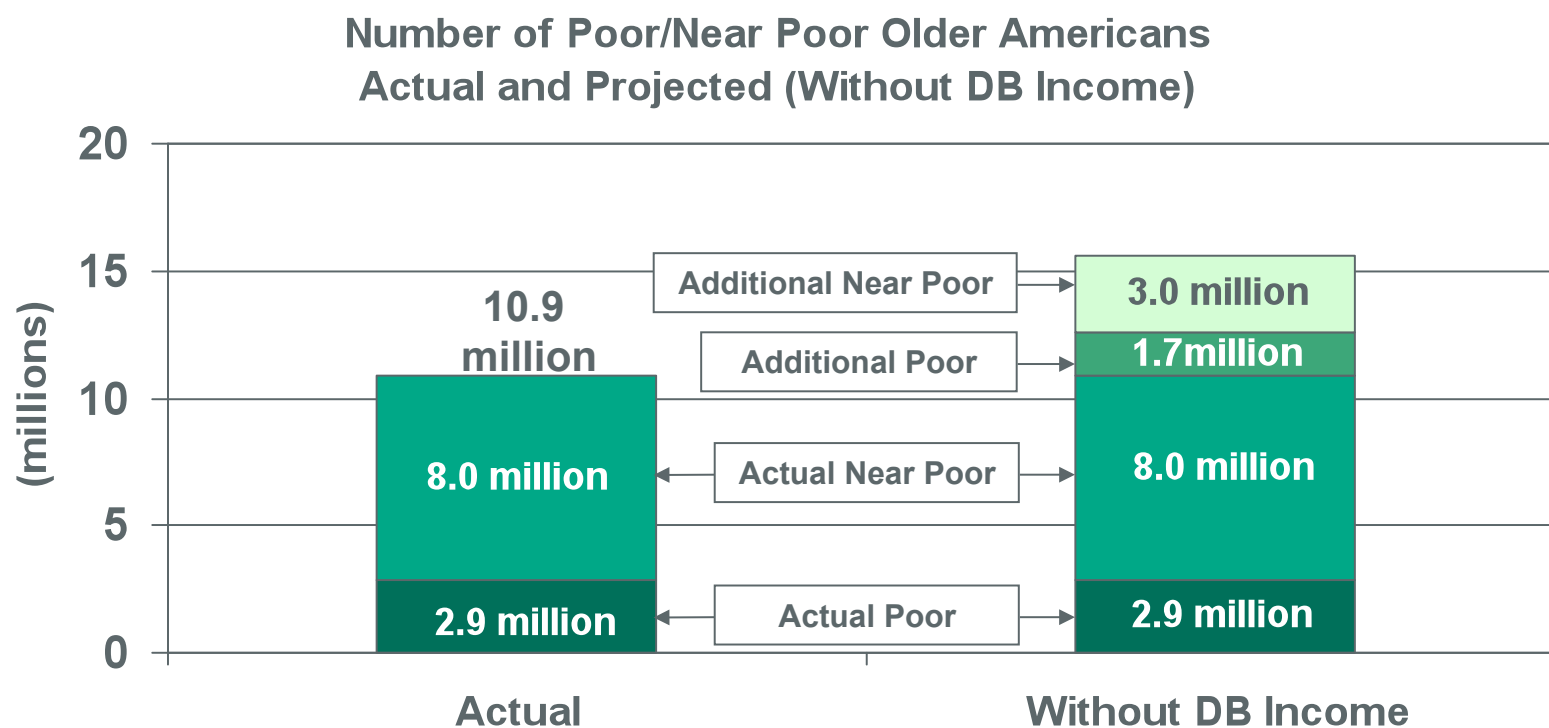 Number of Poor/Near Poor Older Americans
Actual and Projected (Without DB Income)
20
15
10
5
0
(millions)
10.9
million
8.0 million
2.9 million
Additional Near Poor
Additional Poor
Actual Near Poor
Actual Poor
3.0 million
1.7million
8.0 million
2.9 million
Actual
Without DB Income